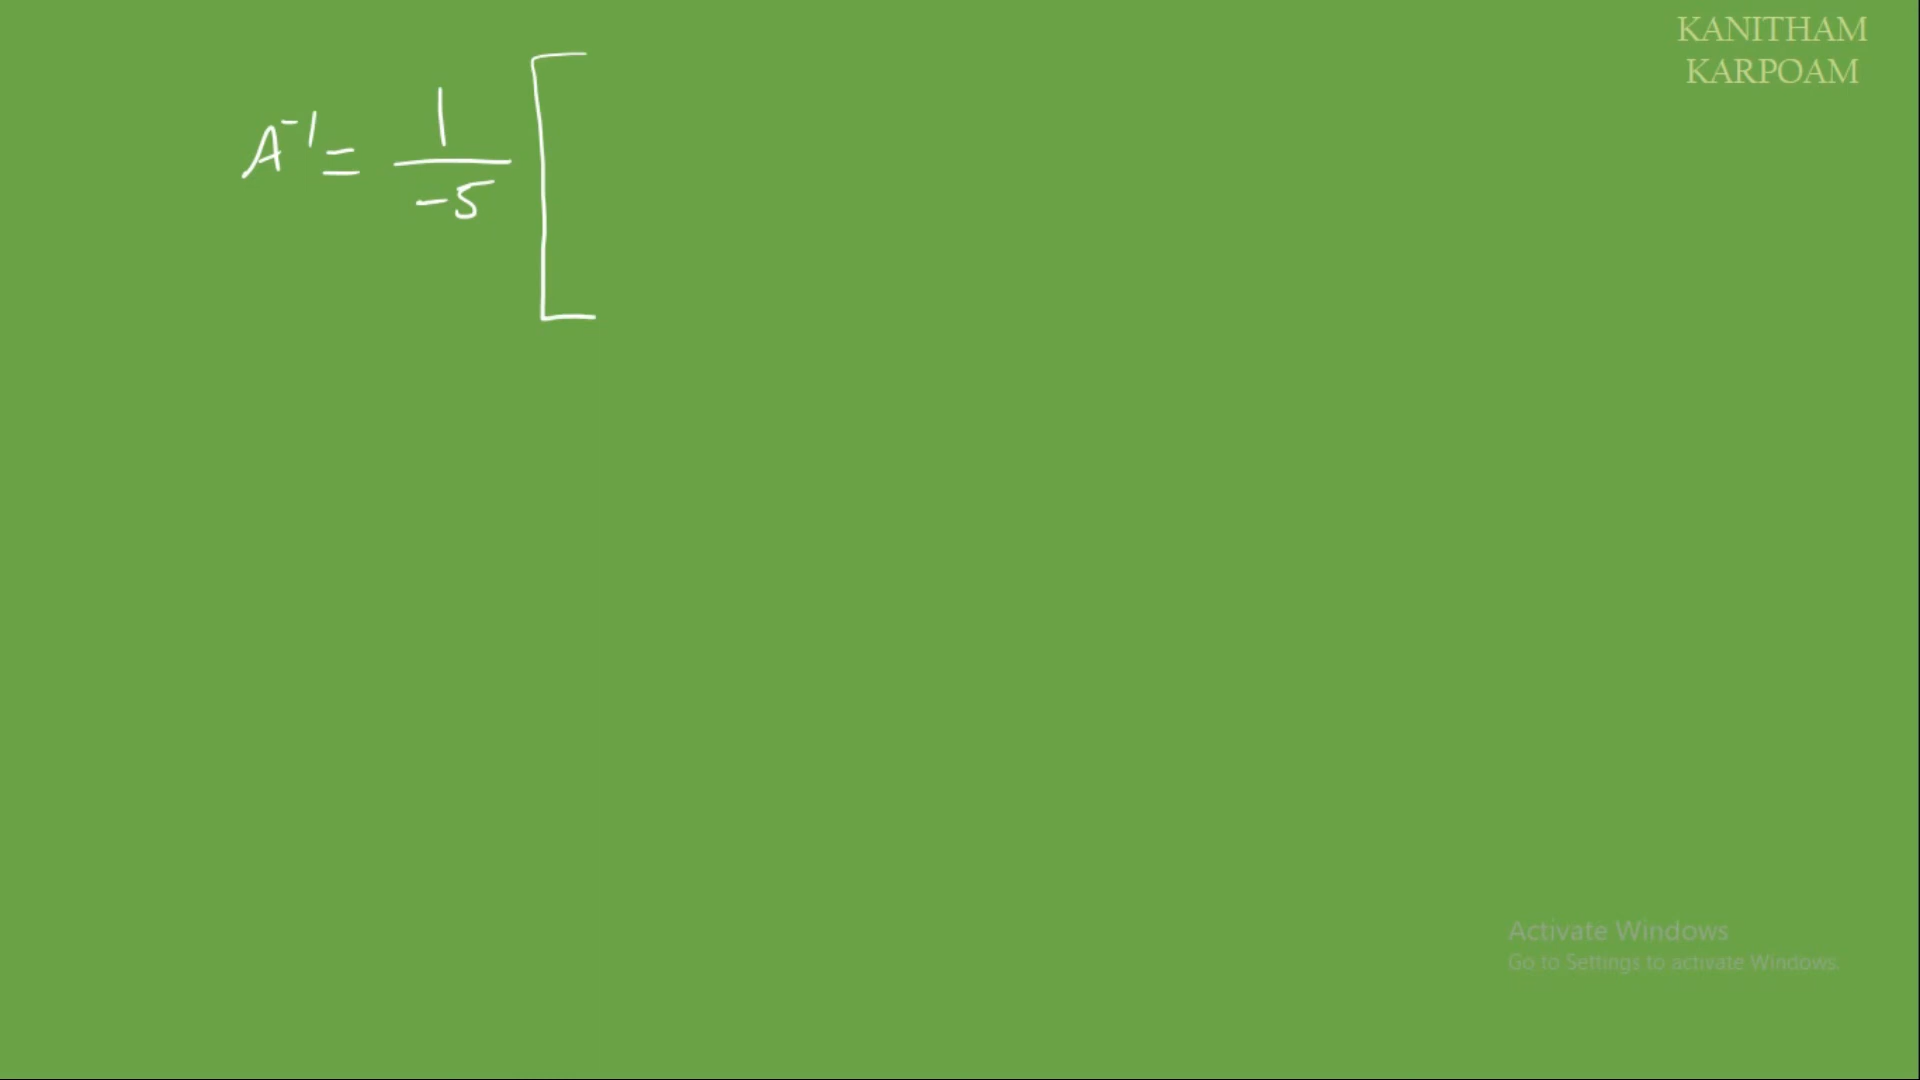 KANITHAM
KARPOAM
A⁻¹ = 1/-5 [
Activate Windows
Go to Settings to activate Windows.